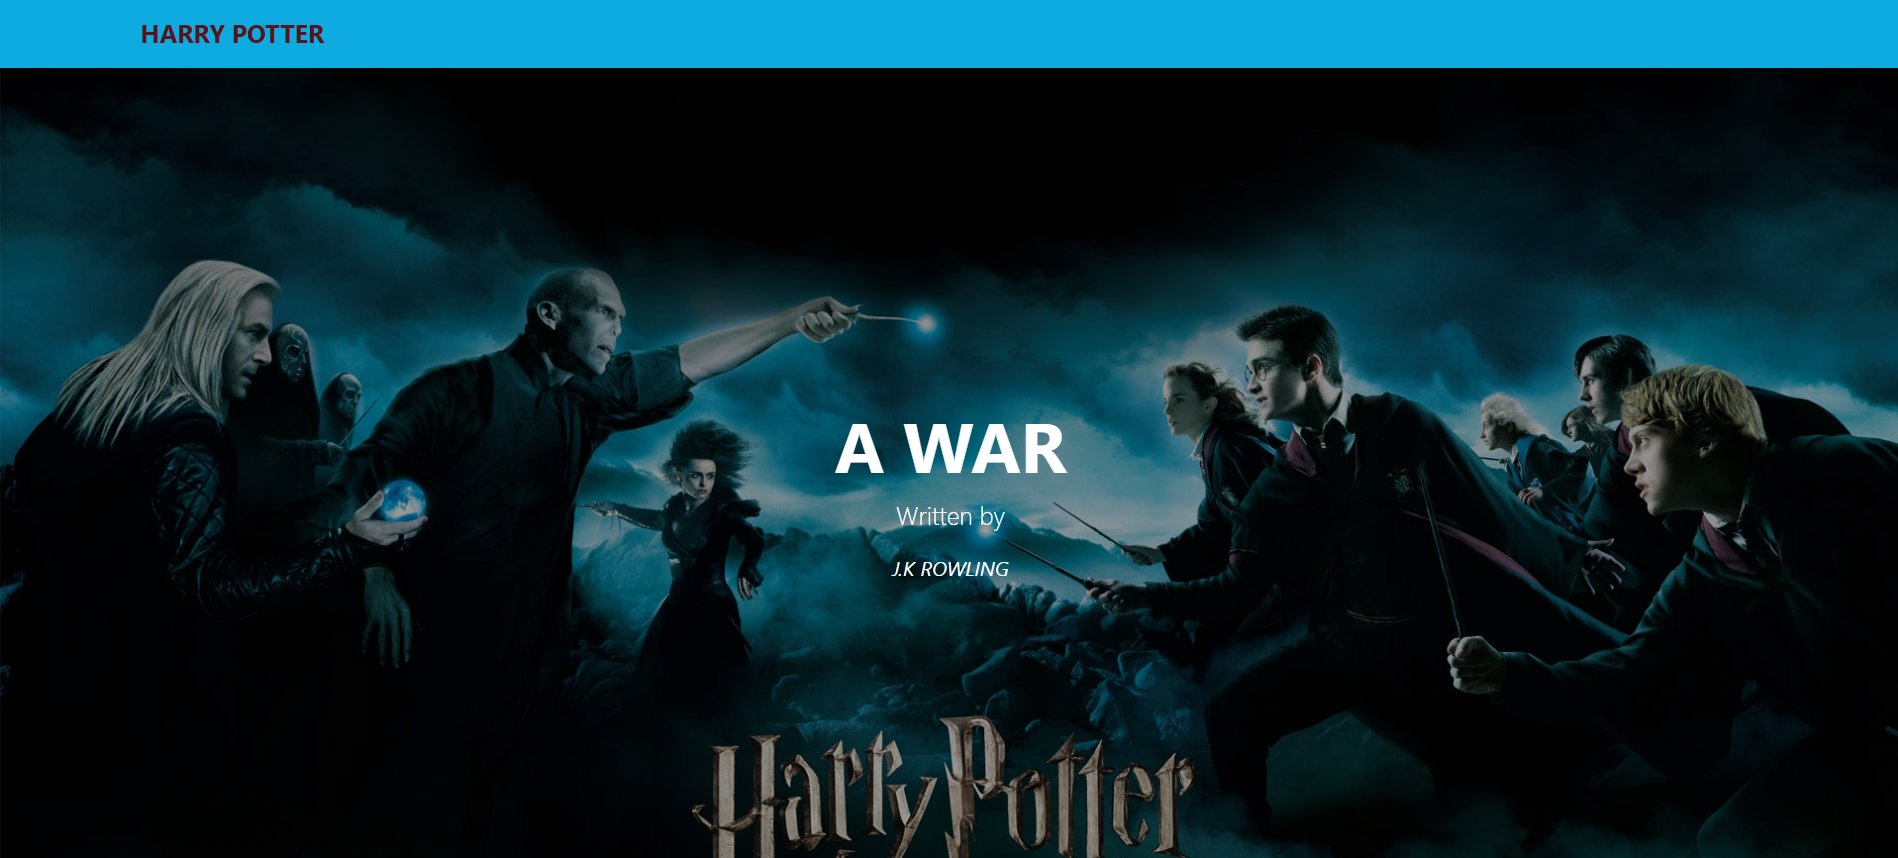 HARRY POTTER
A WAR
Written by
J.K ROWLING
Harry Potter